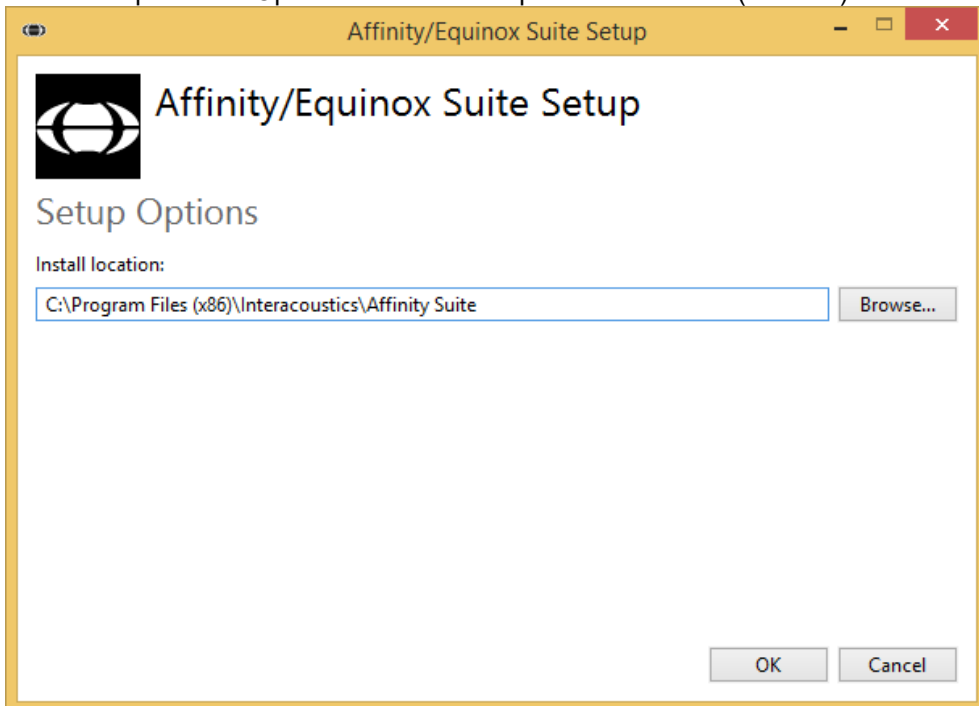 Affinity/Equinox Suite Setup
Affinity/Equinox Suite Setup
Setup Options
Install location:
C:\Program Files (x86)\Interacoustics\Affinity Suite
Browse...
OK
Cancel